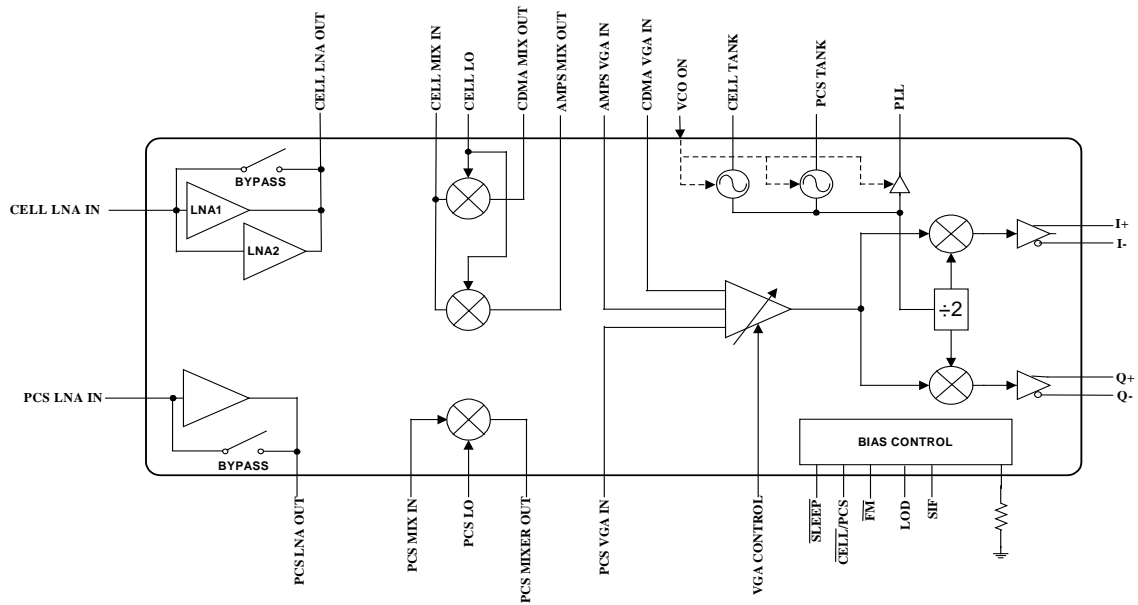 CELL LNA OUT
CELL MIX IN
CELL LO
CDMA MIX OUT
AMPS MIX OUT
AMPS VGA IN
CDMA VGA IN
VCO ON
CELL TANK
PCS TANK
PLL
BYPASS
CELL LNA IN
LNA1
LNA2
I+
I-
÷2
PCS LNA IN
Q+
Q-
BYPASS
BIAS CONTROL
PCS LNA OUT
PCS MIX IN
PCS LO
PCS MIXER OUT
PCS VGA IN
VGA CONTROL
S̅L̅E̅E̅P̅
C̅E̅L̅L̅/PCS
F̅M̅
LOD
SIF